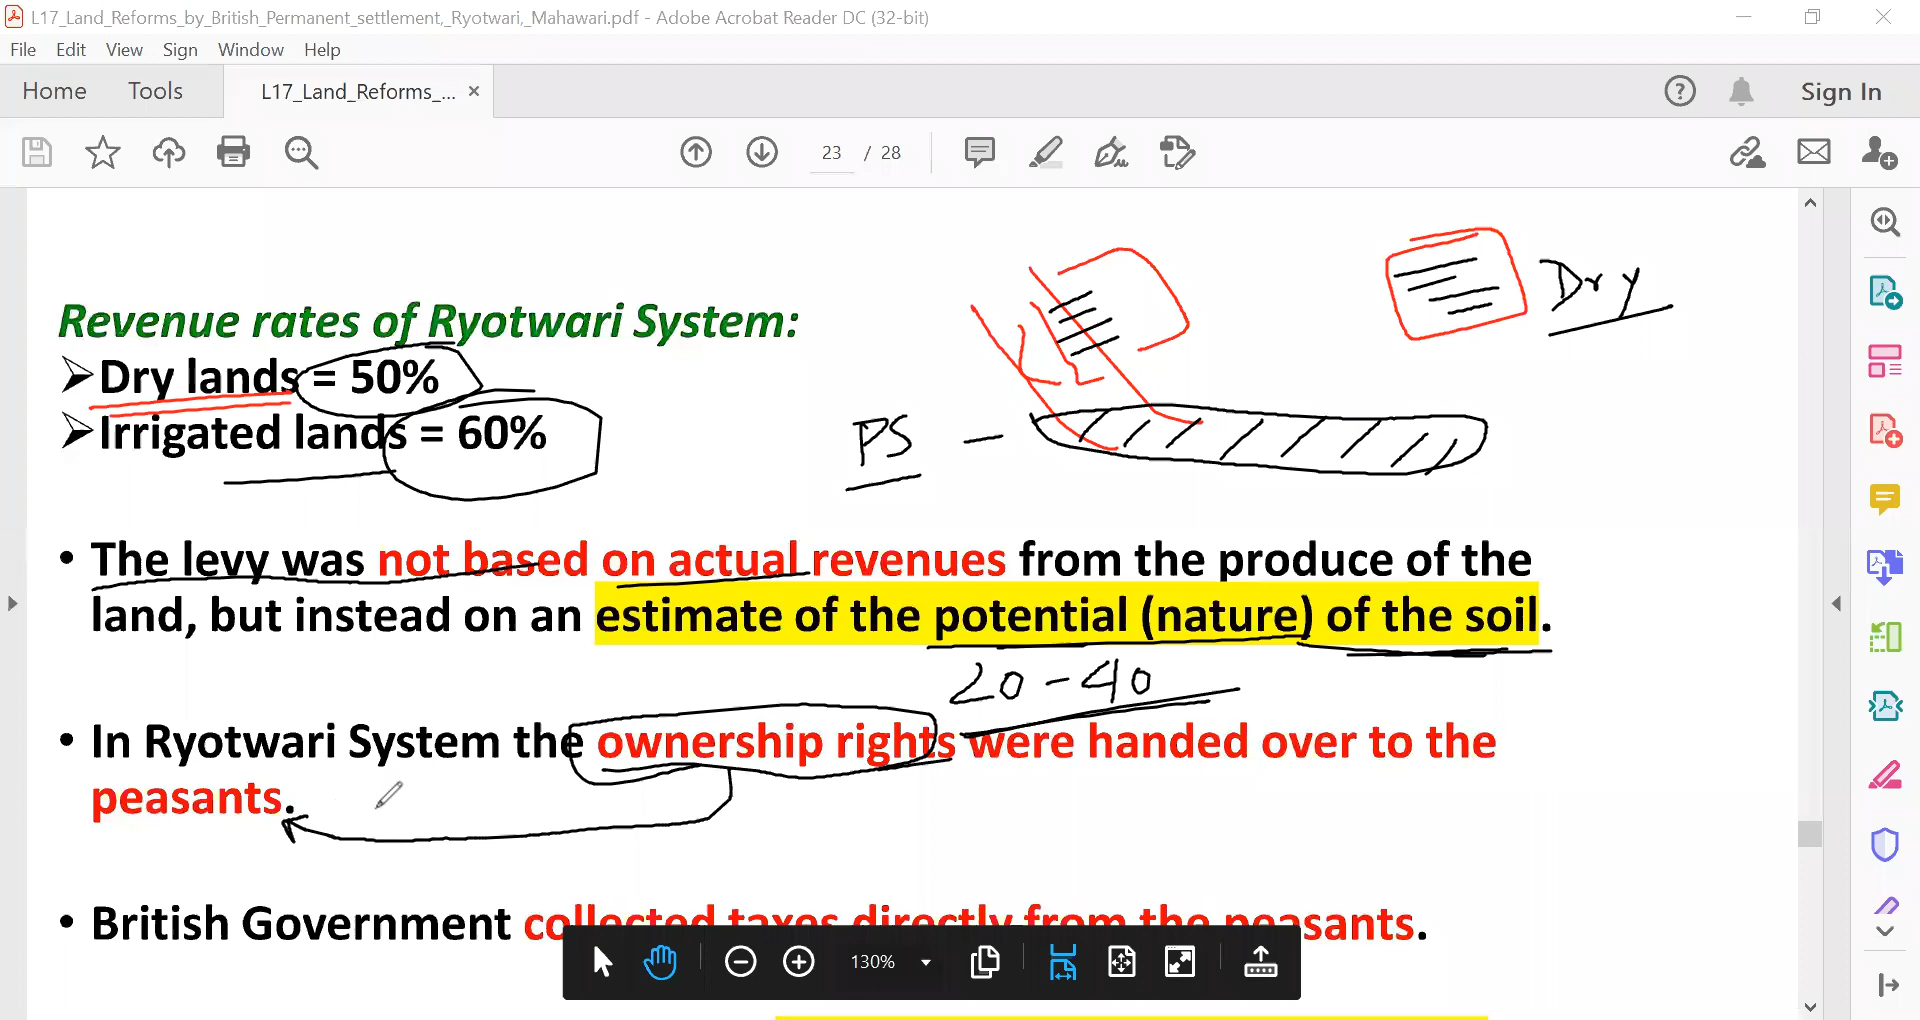 L17_Land_Reforms_by_British_Permanent_settlement,_Ryotwari,_Mahawari.pdf - Adobe Acrobat Reader DC (32-bit)
File Edit View Sign Window Help
Home Tools L17_Land_Reforms_... × Sign In
23 / 28
Dry
Revenue rates of Ryotwari System:
➢Dry lands = 50%
➢Irrigated lands = 60%
PS –
• The levy was not based on actual revenues from the produce of the
land, but instead on an estimate of the potential (nature) of the soil.
20 - 40
• In Ryotwari System the ownership rights were handed over to the
peasants.
• British Government collected taxes directly from the peasants.
130%